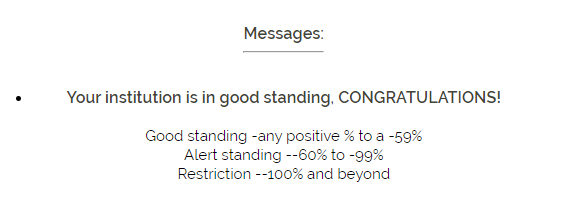 Messages:
Your institution is in good standing, CONGRATULATIONS!
Good standing -any positive % to a -59%
Alert standing --60% to -99%
Restriction --100% and beyond